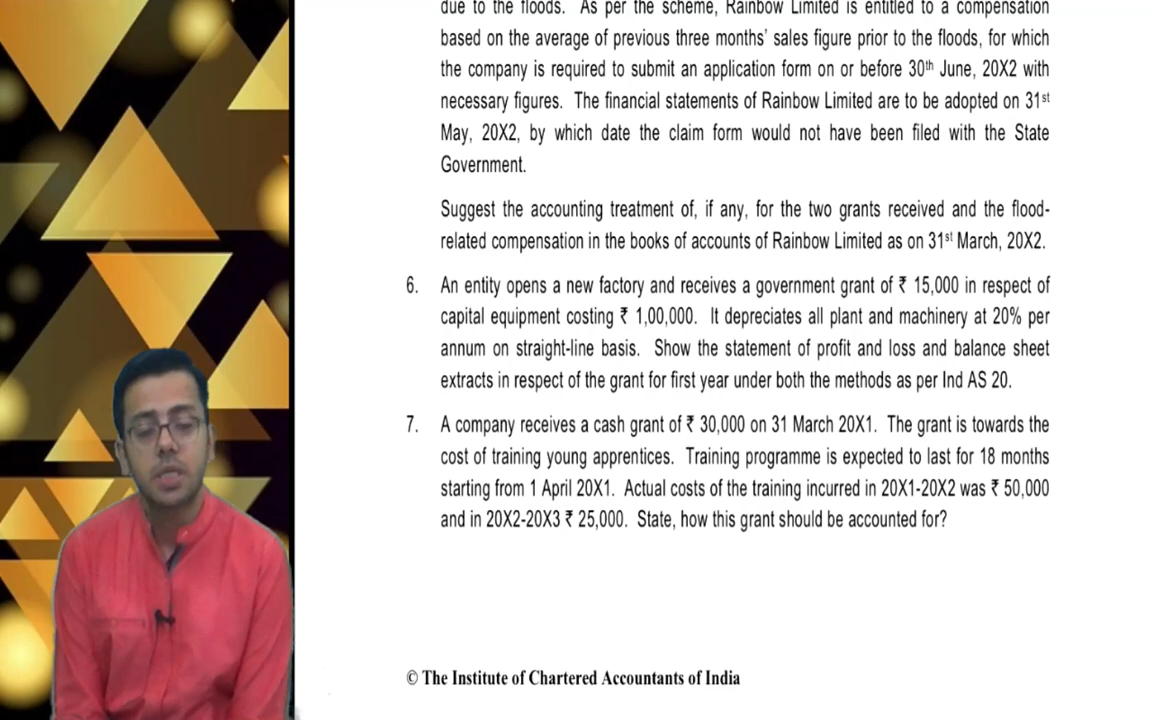 due to the floods. As per the scheme, Rainbow Limited is entitled to a compensation
based on the average of previous three months' sales figure prior to the floods, for which
the company is required to submit an application form on or before 30th June, 20X2 with
necessary figures. The financial statements of Rainbow Limited are to be adopted on 31st
May, 20X2, by which date the claim form would not have been filed with the State
Government.
Suggest the accounting treatment of, if any, for the two grants received and the flood-
related compensation in the books of accounts of Rainbow Limited as on 31st March, 20X2.
6. An entity opens a new factory and receives a government grant of ₹ 15,000 in respect of
capital equipment costing ₹ 1,00,000. It depreciates all plant and machinery at 20% per
annum on straight-line basis. Show the statement of profit and loss and balance sheet
extracts in respect of the grant for first year under both the methods as per Ind AS 20.
7. A company receives a cash grant of ₹ 30,000 on 31 March 20X1. The grant is towards the
cost of training young apprentices. Training programme is expected to last for 18 months
starting from 1 April 20X1. Actual costs of the training incurred in 20X1-20X2 was ₹ 50,000
and in 20X2-20X3 ₹ 25,000. State, how this grant should be accounted for?
© The Institute of Chartered Accountants of India